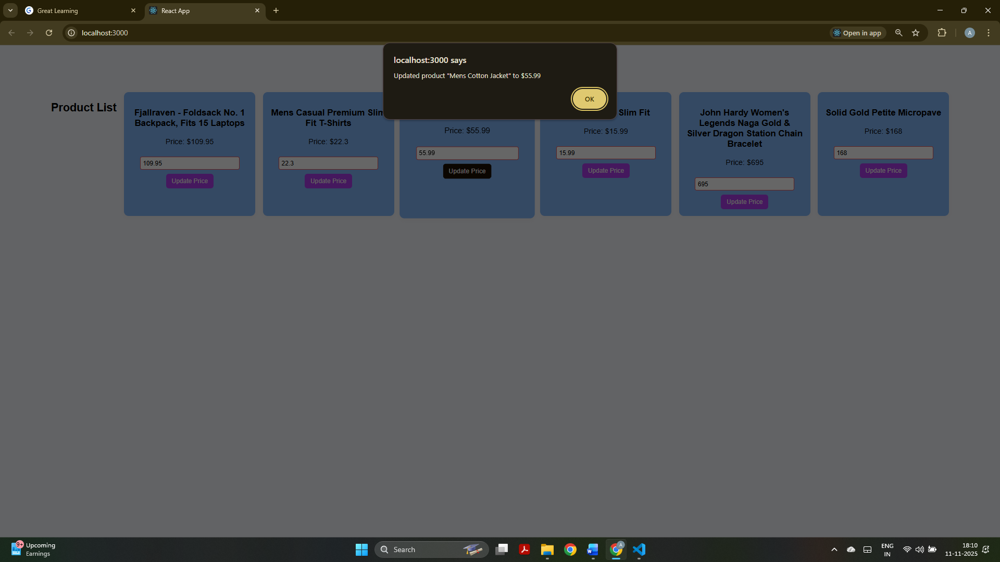 Great Learning
React App
localhost:3000
Open in app
A
localhost:3000 says
Updated product "Mens Cotton Jacket" to $55.99
OK
Product List
Fjallraven - Foldsack No. 1
Backpack, Fits 15 Laptops
Price: $109.95
109.95
Update Price
Mens Casual Premium Slim
Fit T-Shirts
Price: $22.3
22.3
Update Price
Price: $55.99
55.99
Update Price
Slim Fit
Price: $15.99
15.99
Update Price
John Hardy Women's
Legends Naga Gold &
Silver Dragon Station Chain
Bracelet
Price: $695
695
Update Price
Solid Gold Petite Micropave
Price: $168
168
Update Price
9+
Upcoming
Earnings
Search
A
ENG
IN
18:10
11-11-2025